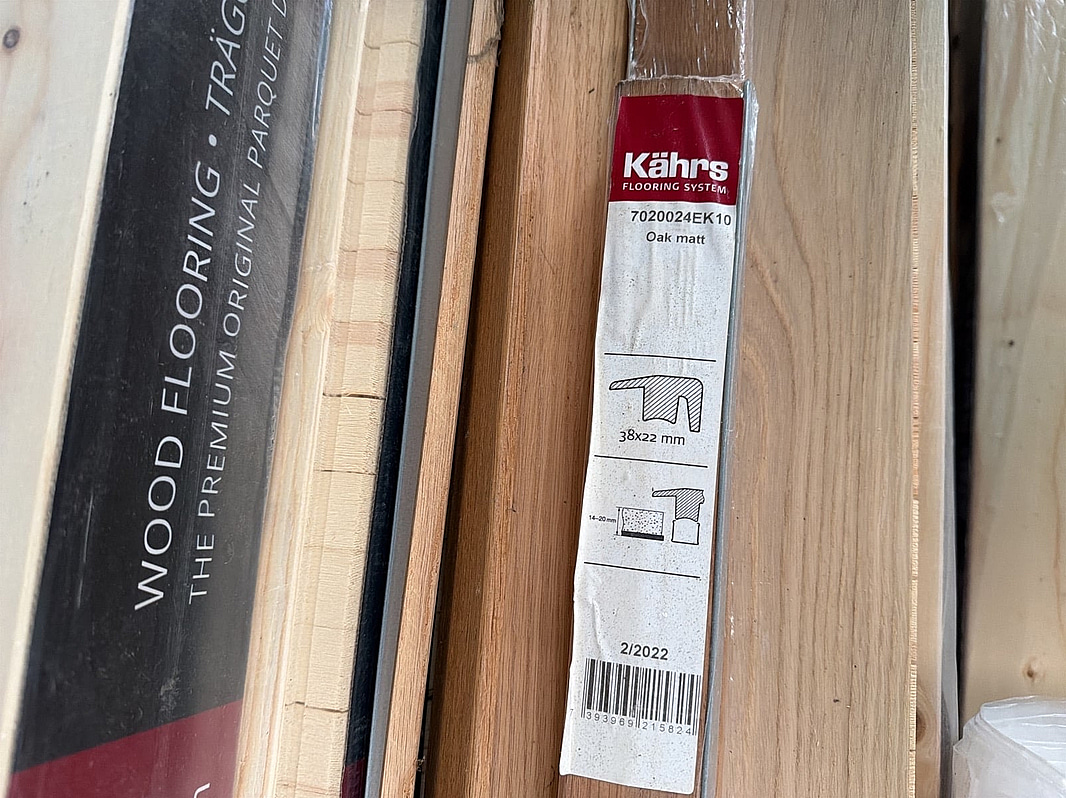 WOOD FLOORING • TRÄG
THE PREMIUM ORIGINAL PARQUET D
Kährs
FLOORING SYSTEM
7020024EK10
Oak matt
38x22 mm
14-20 mm
2/2022
7 393969 215824